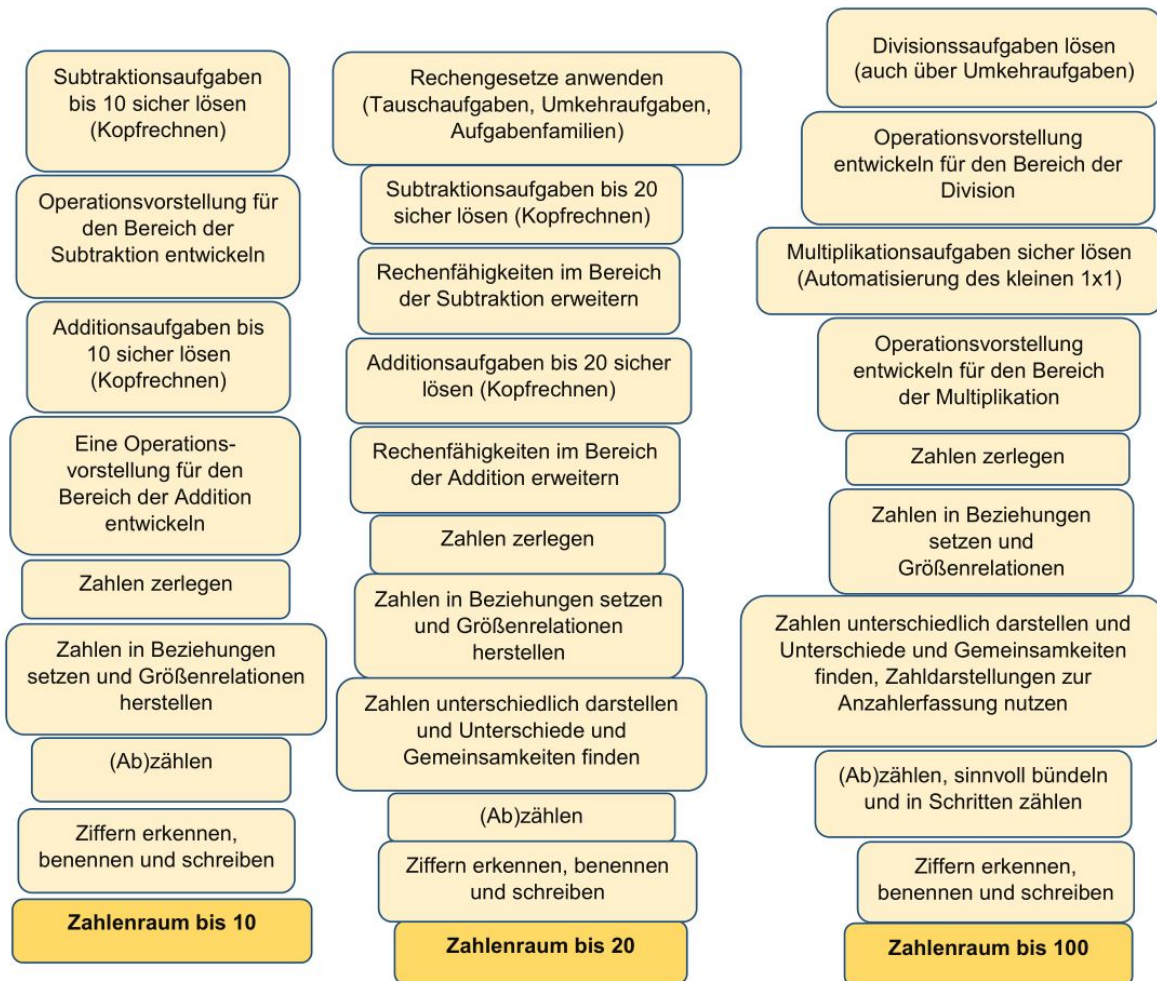 Subtraktionsaufgaben
bis 10 sicher lösen
(Kopfrechnen)
Operationsvorstellung für
den Bereich der
Subtraktion entwickeln
Additionsaufgaben bis
10 sicher lösen
(Kopfrechnen)
Eine Operations-
vorstellung für den
Bereich der Addition
entwickeln
Zahlen zerlegen
Zahlen in Beziehungen
setzen und Größenrelationen
herstellen
(Ab)zählen
Ziffern erkennen,
benennen und schreiben
Zahlenraum bis 10
Rechengesetze anwenden
(Tauschaufgaben, Umkehraufgaben,
Aufgabenfamilien)
Subtraktionsaufgaben bis 20
sicher lösen (Kopfrechnen)
Rechenfähigkeiten im Bereich
der Subtraktion erweitern
Additionsaufgaben bis 20 sicher
lösen (Kopfrechnen)
Rechenfähigkeiten im Bereich
der Addition erweitern
Zahlen zerlegen
Zahlen in Beziehungen setzen
und Größenrelationen
herstellen
Zahlen unterschiedlich darstellen
und Unterschiede und
Gemeinsamkeiten finden
(Ab)zählen
Ziffern erkennen, benennen
und schreiben
Zahlenraum bis 20
Divisionssaufgaben lösen
(auch über Umkehraufgaben)
Operationsvorstellung
entwickeln für den Bereich der
Division
Multiplikationsaufgaben sicher lösen
(Automatisierung des kleinen 1x1)
Operationsvorstellung
entwickeln für den Bereich
der Multiplikation
Zahlen zerlegen
Zahlen in Beziehungen
setzen und
Größenrelationen
Zahlen unterschiedlich darstellen und
Unterschiede und Gemeinsamkeiten
finden, Zahldarstellungen zur
Anzahlerfassung nutzen
(Ab)zählen, sinnvoll bündeln
und in Schritten zählen
Ziffern erkennen,
benennen und schreiben
Zahlenraum bis 100